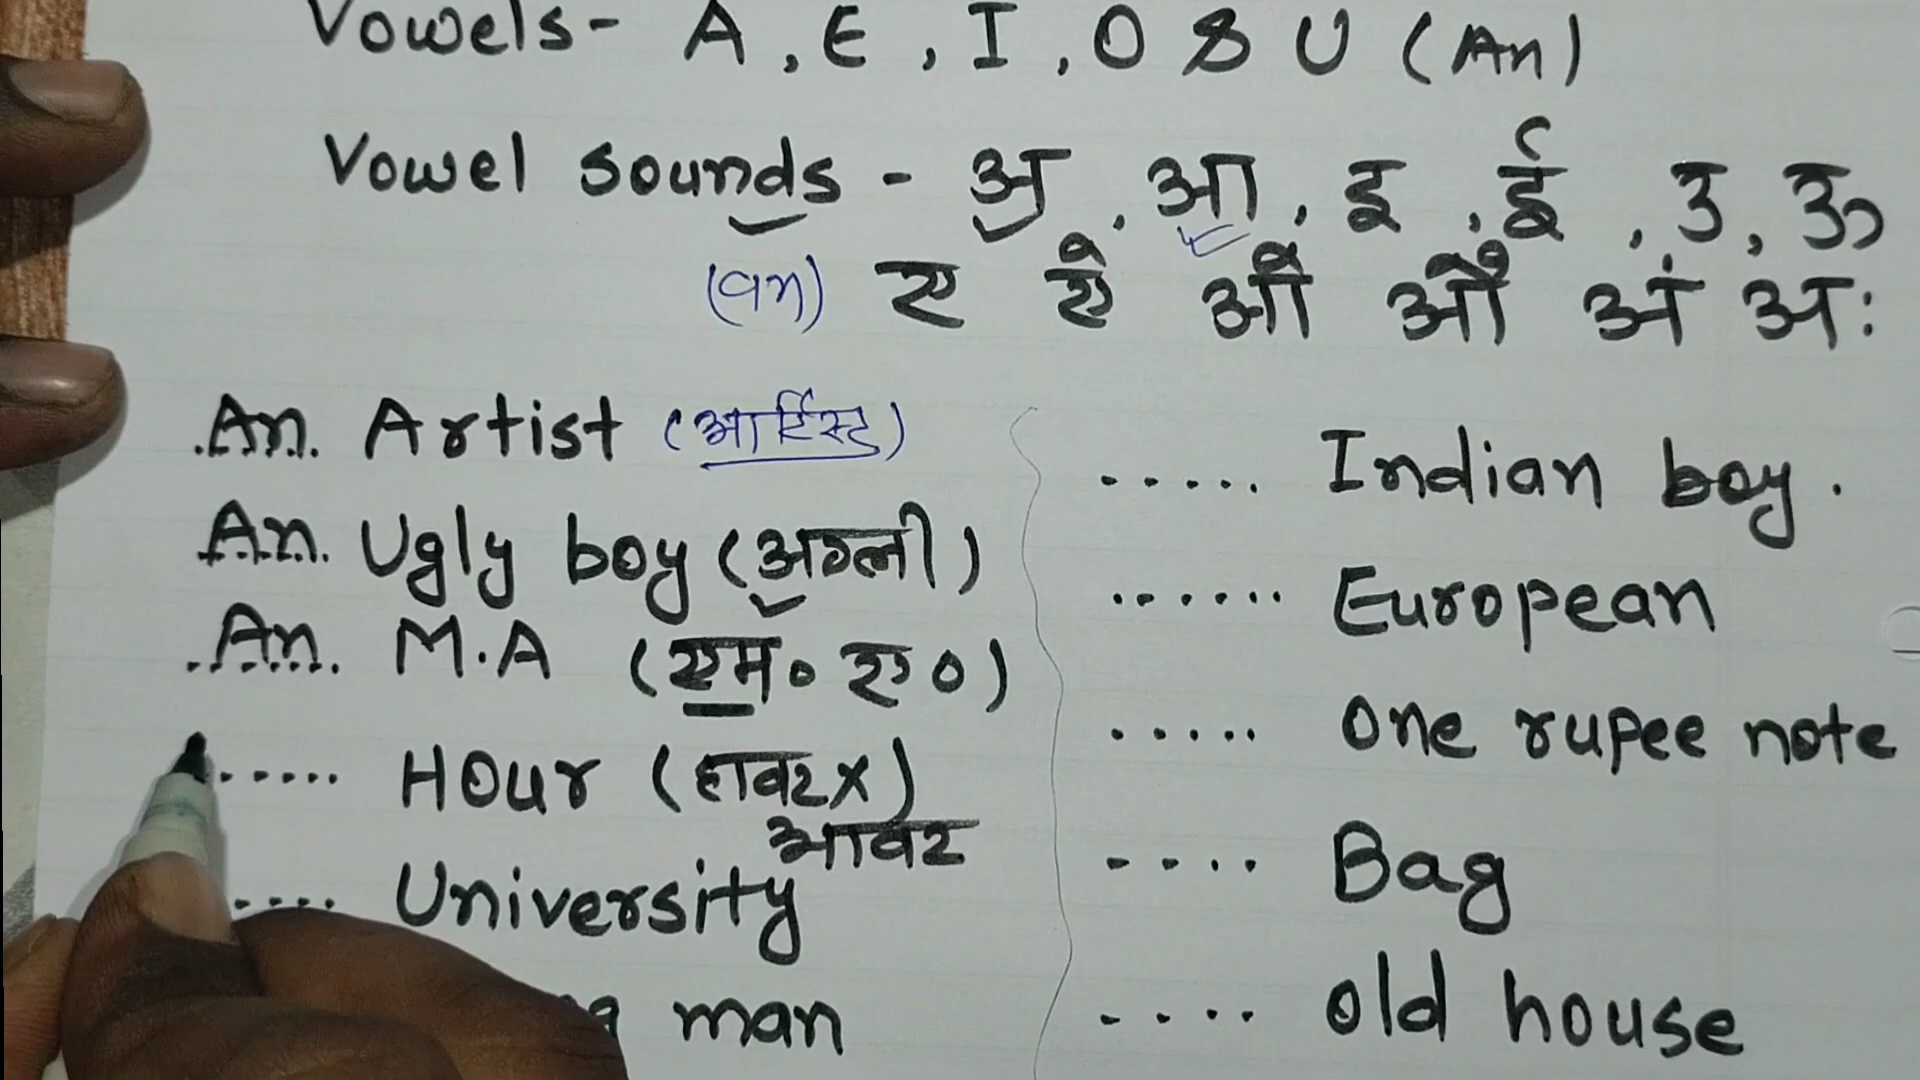 Vowels- A, E, I, O & U (An)
Vowel sounds - अ, आ, इ, ई, उ, ऊ
ए ऐ ओ औ अं अः
.An. Artist (आर्टिस्ट)
An. Ugly boy (अग्ली)
.An. M.A (एम० ए०)
...... Hour (हावर x)
आवर
.... University
man
..... Indian boy.
...... European
..... One rupee note
.... Bag
.... old house